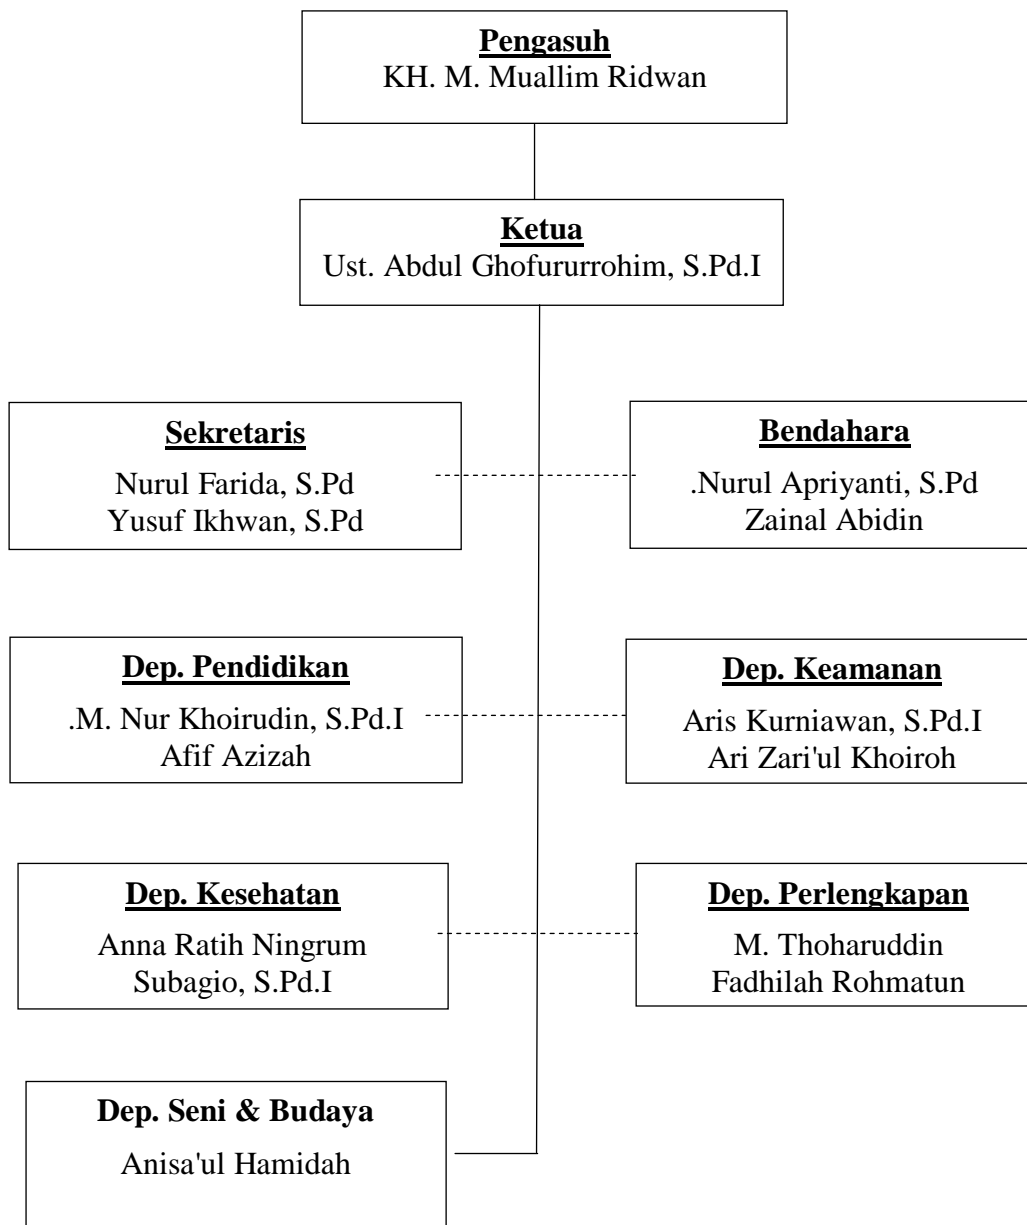 Pengasuh
KH. M. Muallim Ridwan
Ketua
Ust. Abdul Ghofururrohim, S.Pd.I
Sekretaris
Nurul Farida, S.Pd
Yusuf Ikhwan, S.Pd
Bendahara
.Nurul Apriyanti, S.Pd
Zainal Abidin
Dep. Pendidikan
.M. Nur Khoirudin, S.Pd.I
Afif Azizah
Dep. Keamanan
Aris Kurniawan, S.Pd.I
Ari Zari'ul Khoiroh
Dep. Kesehatan
Anna Ratih Ningrum
Subagio, S.Pd.I
Dep. Perlengkapan
M. Thoharuddin
Fadhilah Rohmatun
Dep. Seni & Budaya
Anisa'ul Hamidah